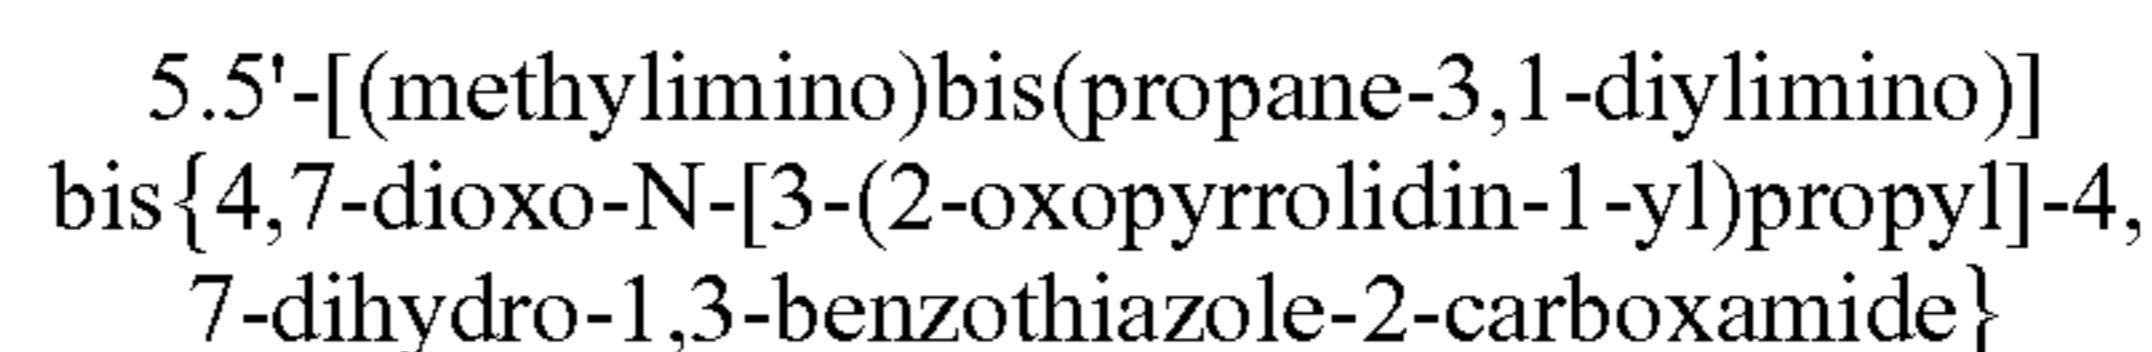 5.5'-[(methylimino)bis(propane-3,1-diylimino)]
bis{4,7-dioxo-N-[3-(2-oxopyrrolidin-1-yl)propyl]-4,
7-dihydro-1,3-benzothiazole-2-carboxamide}